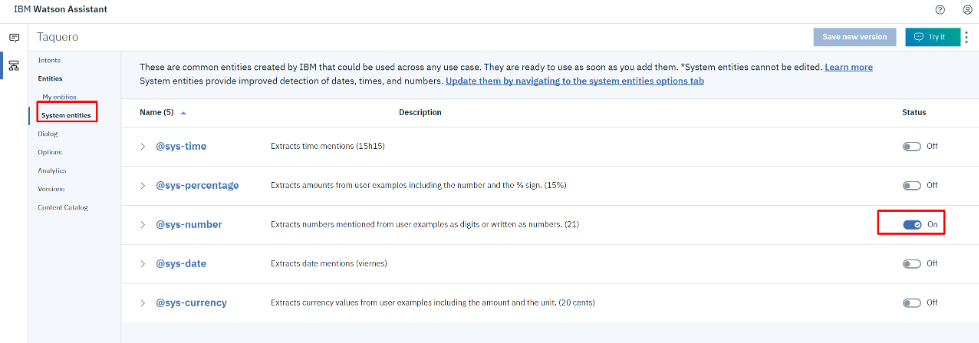 IBM Watson Assistant
Taquero
Save new version
Try it
Intents
Entities
My entities
System entities
Dialog
Options
Analytics
Versions
Content Catalog
These are common entities created by IBM that could be used across any use case. They are ready to use as soon as you add them. *System entities cannot be edited. Learn more
System entities provide improved detection of dates, times, and numbers. Update them by navigating to the system entities options tab
Name (5) Description Status
@sys-time Extracts time mentions (15h15) Off
@sys-percentage Extracts amounts from user examples including the number and the % sign. (15%) Off
@sys-number Extracts numbers mentioned from user examples as digits or written as numbers. (21) On
@sys-date Extracts date mentions (viernes) Off
@sys-currency Extracts currency values from user examples including the amount and the unit. (20 cents) Off